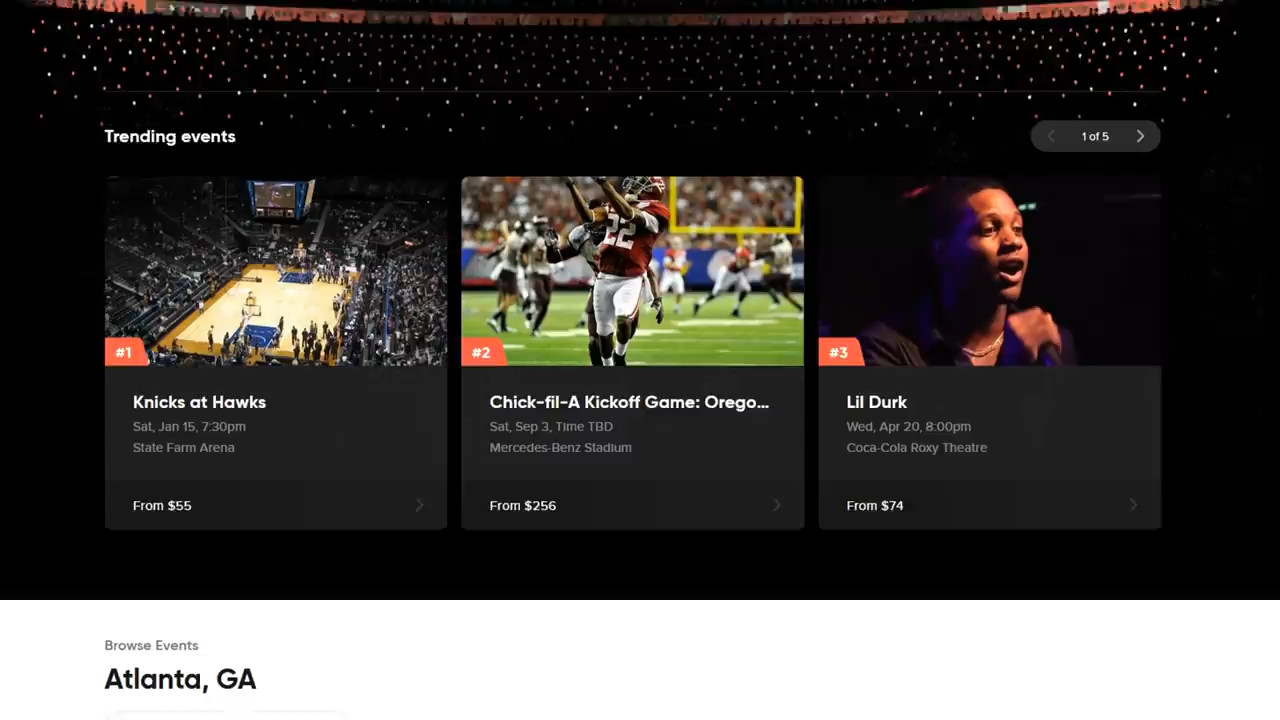 Trending events
1 of 5
22
#1
#2
#3
Knicks at Hawks
Sat, Jan 15, 7:30pm
State Farm Arena
From $55
Chick-fil-A Kickoff Game: Orego...
Sat, Sep 3, Time TBD
Mercedes-Benz Stadium
From $256
Lil Durk
Wed, Apr 20, 8:00pm
Coca-Cola Roxy Theatre
From $74
Browse Events
Atlanta, GA